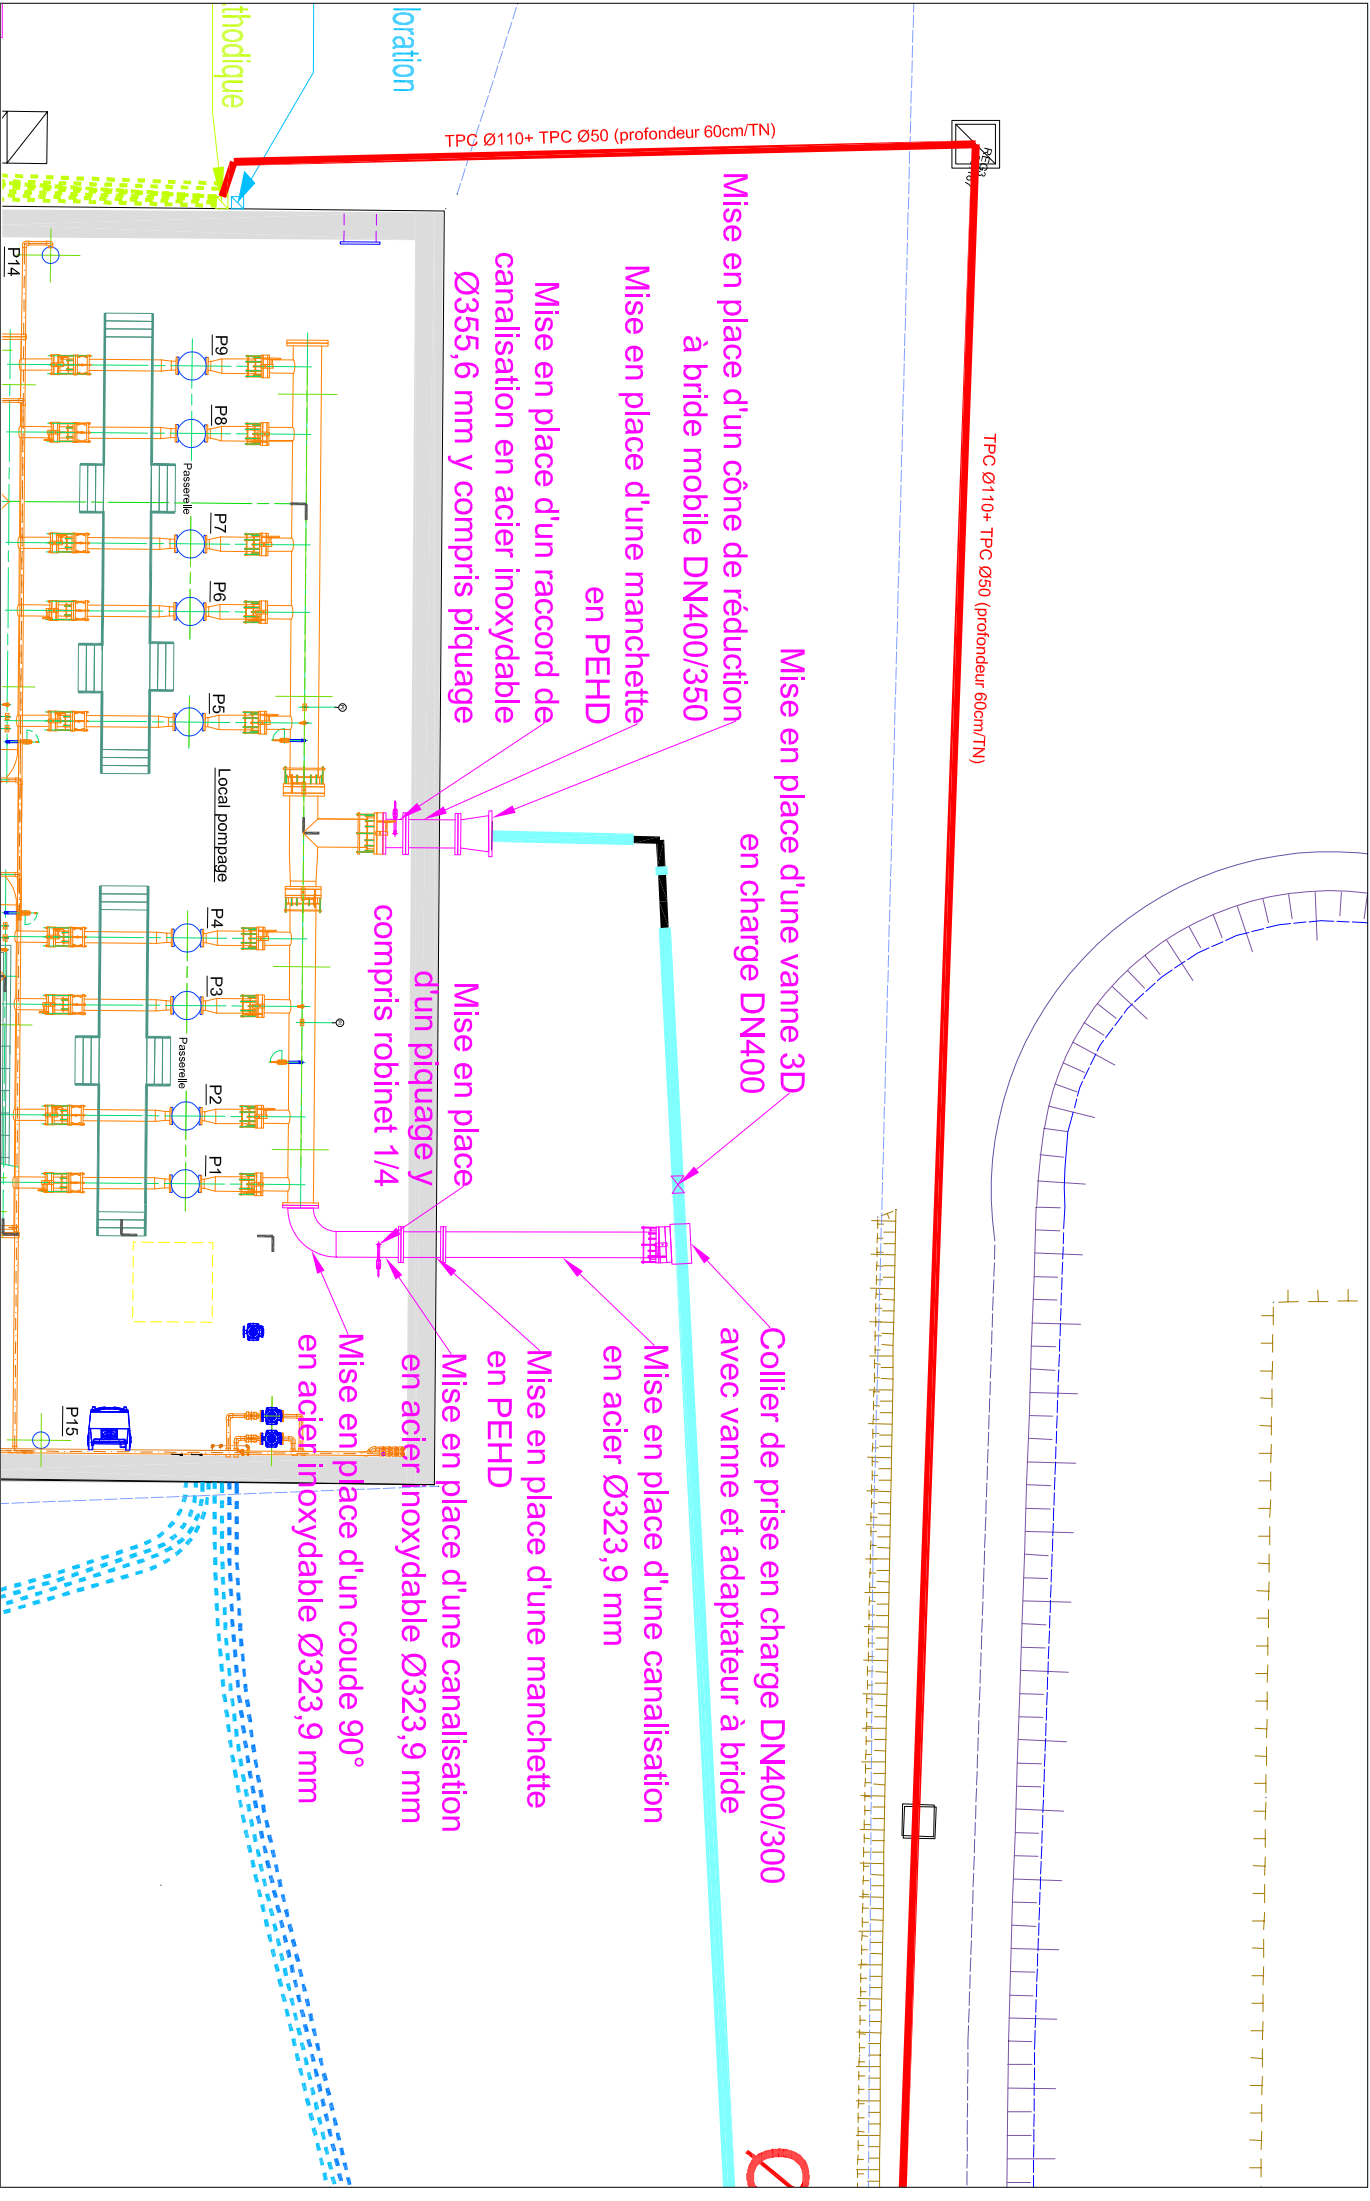 loration
thodique
TPC Ø110+ TPC Ø50 (profondeur 60cm/TN)
REG3
TPC Ø110+ TPC Ø50 (profondeur 60cm/TN)
Mise en place d'un cône de réduction
à bride mobile DN400/350
Mise en place d'une manchette
en PEHD
Mise en place d'un raccord de
canalisation en acier inoxydable
Ø355,6 mm y compris piquage
Mise en place d'une vanne 3D
en charge DN400
Mise en place
d'un piquage y
compris robinet 1/4
Collier de prise en charge DN400/300
avec vanne et adaptateur à bride
Mise en place d'une canalisation
en acier Ø323,9 mm
Mise en place d'une manchette
en PEHD
Mise en place d'une canalisation
en acier inoxydable Ø323,9 mm
Mise en place d'un coude 90°
en acier inoxydable Ø323,9 mm
P14
P9
P8
Passerelle
P7
P6
P5
Local pompage
P4
P3
Passerelle
P2
P1
P15
Ø